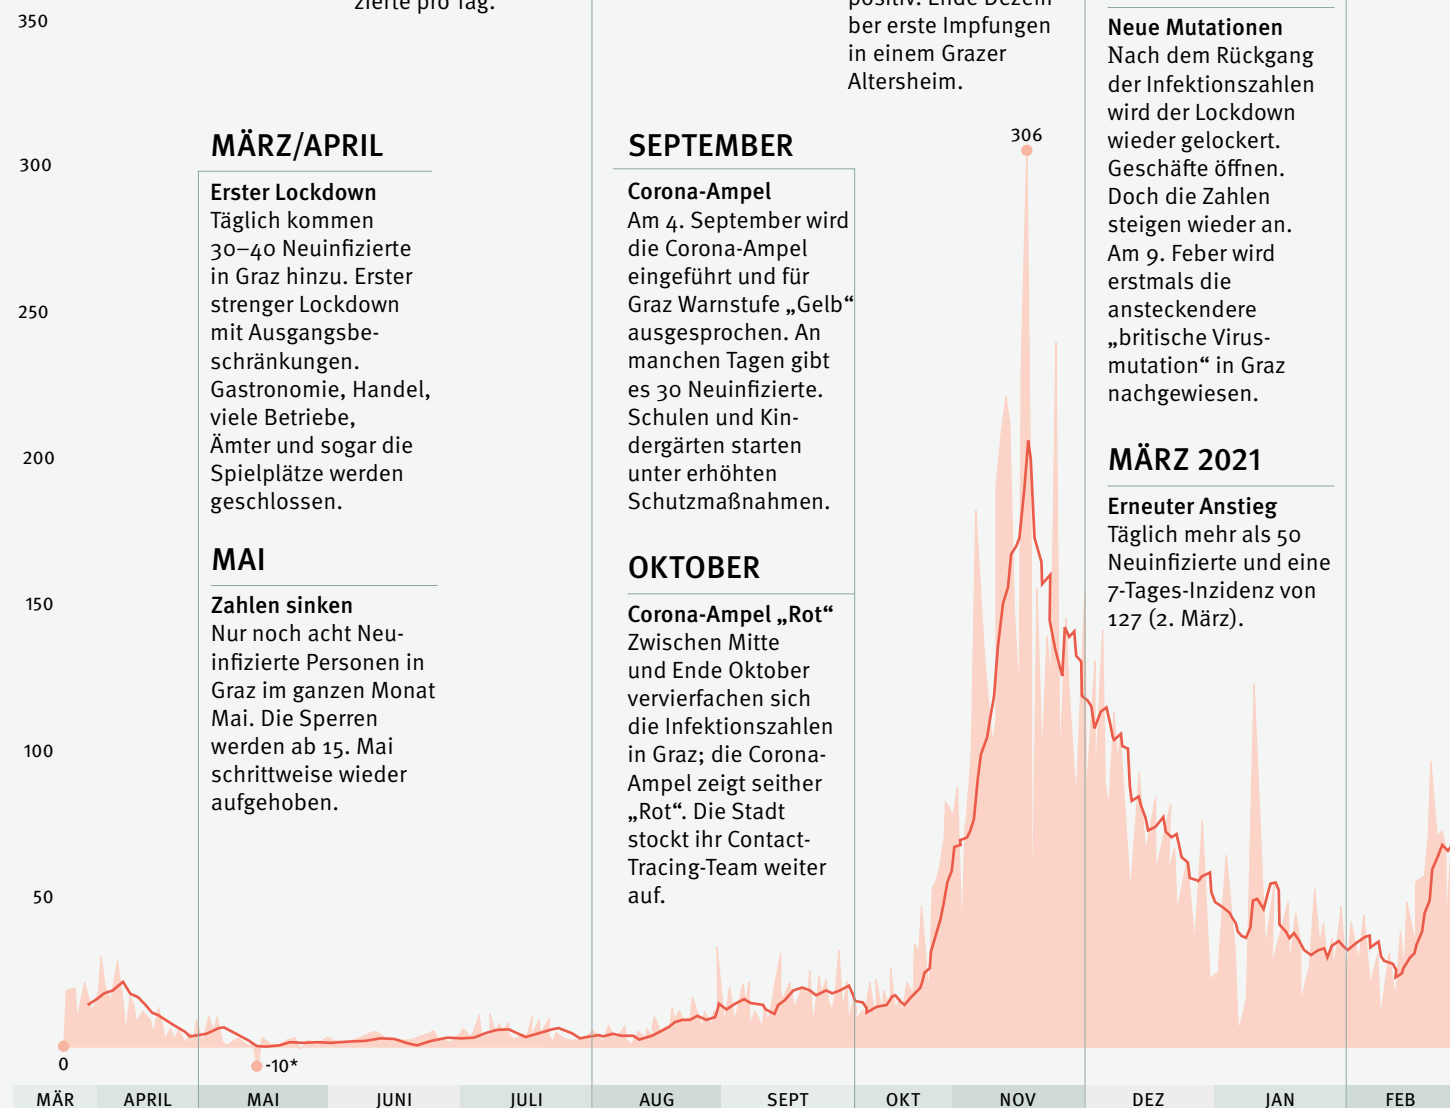 zierte pro Tag.
positiv. Ende Dezem-
ber erste Impfungen
in einem Grazer
Altersheim.
Neue Mutationen
Nach dem Rückgang
der Infektionszahlen
wird der Lockdown
wieder gelockert.
Geschäfte öffnen.
Doch die Zahlen
steigen wieder an.
Am 9. Feber wird
erstmals die
ansteckendere
„britische Virus-
mutation“ in Graz
nachgewiesen.
MÄRZ 2021
Erneuter Anstieg
Täglich mehr als 50
Neuinfizierte und eine
7-Tages-Inzidenz von
127 (2. März).
MÄRZ/APRIL
Erster Lockdown
Täglich kommen
30–40 Neuinfizierte
in Graz hinzu. Erster
strenger Lockdown
mit Ausgangsbe-
schränkungen.
Gastronomie, Handel,
viele Betriebe,
Ämter und sogar die
Spielplätze werden
geschlossen.
MAI
Zahlen sinken
Nur noch acht Neu-
infizierte Personen in
Graz im ganzen Monat
Mai. Die Sperren
werden ab 15. Mai
schrittweise wieder
aufgehoben.
SEPTEMBER
Corona-Ampel
Am 4. September wird
die Corona-Ampel
eingeführt und für
Graz Warnstufe „Gelb“
ausgesprochen. An
manchen Tagen gibt
es 30 Neuinfizierte.
Schulen und Kin-
dergärten starten
unter erhöhten
Schutzmaßnahmen.
OKTOBER
Corona-Ampel „Rot“
Zwischen Mitte
und Ende Oktober
vervierfachen sich
die Infektionszahlen
in Graz; die Corona-
Ampel zeigt seither
„Rot“. Die Stadt
stockt ihr Contact-
Tracing-Team weiter
auf.
306
350
300
250
200
150
100
50
0
-10*
MÄR APRIL MAI JUNI JULI AUG SEPT OKT NOV DEZ JAN FEB